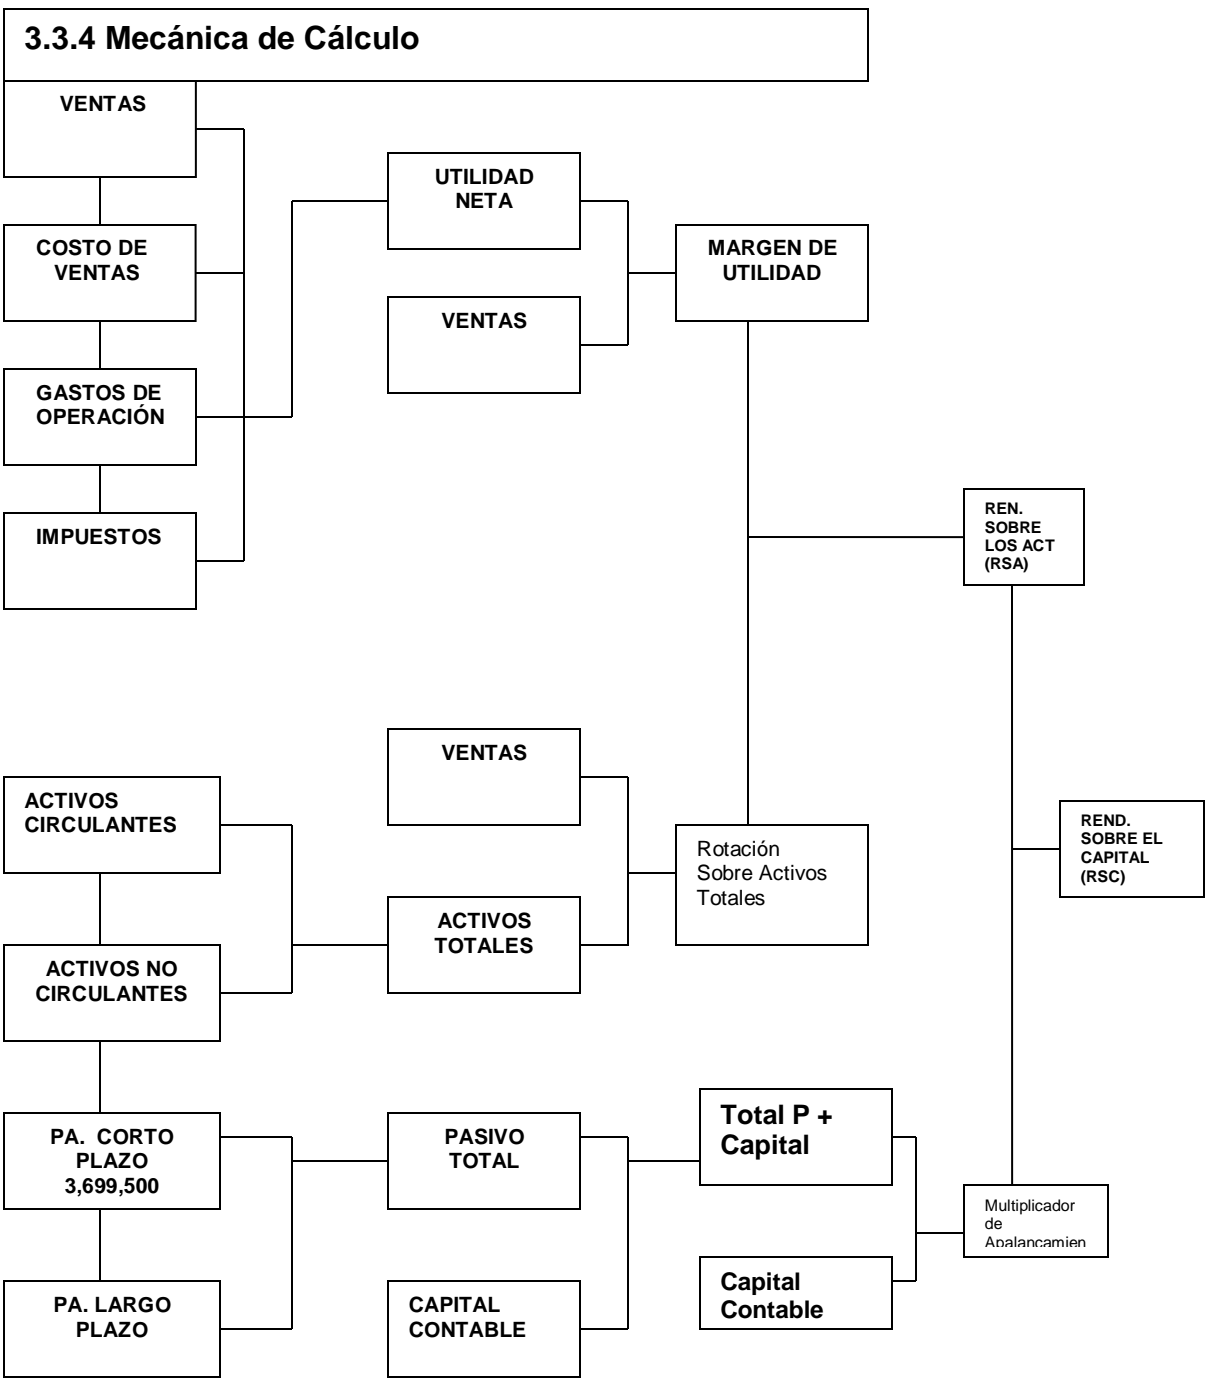 3.3.4 Mecánica de Cálculo
VENTAS
UTILIDAD
NETA
COSTO DE
VENTAS
MARGEN DE
UTILIDAD
VENTAS
GASTOS DE
OPERACIÓN
IMPUESTOS
REN.
SOBRE
LOS ACT
(RSA)
VENTAS
ACTIVOS
CIRCULANTES
REND.
SOBRE EL
CAPITAL
(RSC)
Rotación
Sobre Activos
Totales
ACTIVOS
TOTALES
ACTIVOS NO
CIRCULANTES
PA. CORTO
PLAZO
3,699,500
PASIVO
TOTAL
Total P +
Capital
Multiplicador
de
Apalancamien
PA. LARGO
PLAZO
CAPITAL
CONTABLE
Capital
Contable